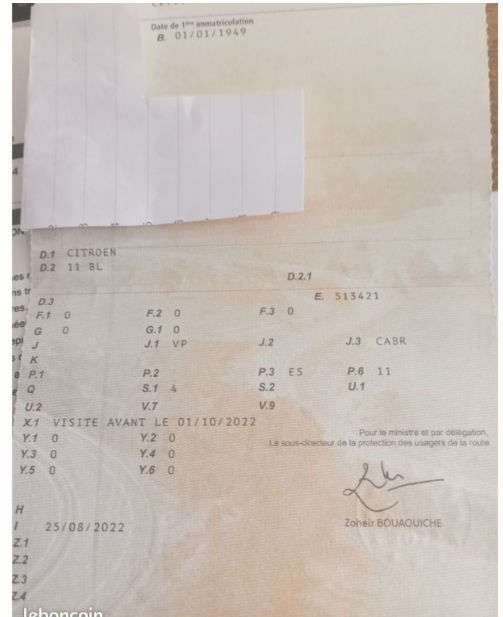 Date de 1ère immatriculation
B. 01/01/1949
D.1 CITROEN
D.2 11 BL
D.2.1
D.3
E. 513421
F.1 0 F.2 0 F.3 0
G 0 G.1 0
J J.1 VP J.2 J.3 CABR
K
P.1 P.2 P.3 ES P.6 11
Q S.1 4 S.2 U.1
U.2 V.7 V.9
X.1 VISITE AVANT LE 01/10/2022
Y.1 0 Y.2 0
Y.3 0 Y.4 0
Y.5 0 Y.6 0
Pour le ministre et par délégation,
Le sous-directeur de la protection des usagers de la route
Zoheir BOUAOUICHE
H
I 25/08/2022
Z.1
Z.2
Z.3
Z.4
leboncoin